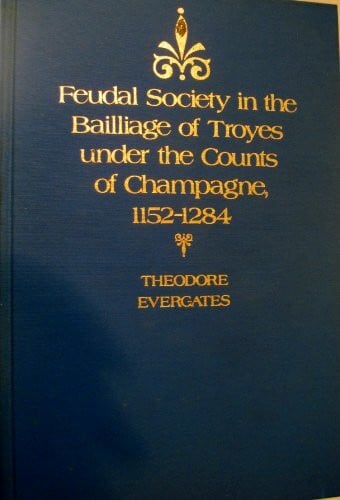 Feudal Society in the
Bailliage of Troyes
under the Counts
of Champagne,
1152-1284
THEODORE
EVERGATES